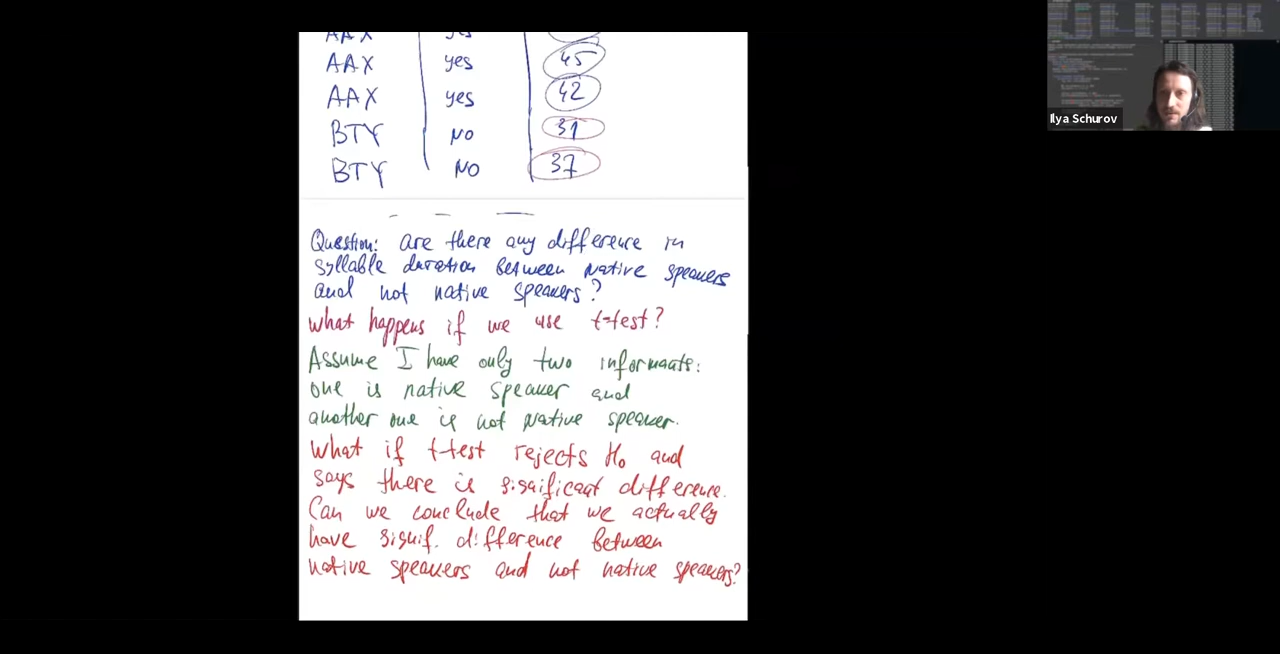 AAX yes
AAX yes 45
AAX yes 42
BTY NO 31
BTY NO 37
Question: are there any difference in
syllable duration between native speakers
and not native speakers?
What happens if we use t-test?
Assume I have only two informants:
one is native speaker and
another one is not native speaker.
What if t-test rejects H₀ and
says there is significant difference.
Can we conclude that we actually
have signif. difference between
native speakers and not native speakers?
Ilya Schurov